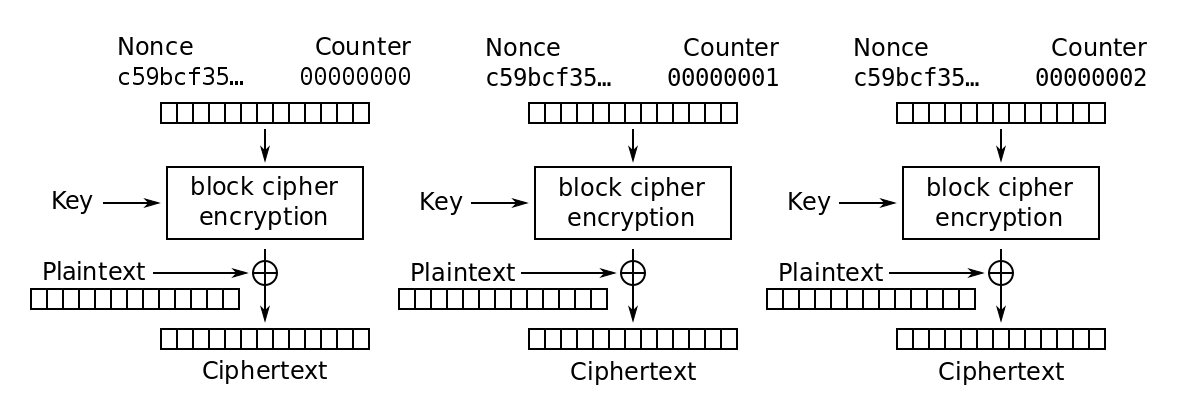 Nonce Counter
c59bcf35… 00000000
Key
block cipher
encryption
Plaintext
Ciphertext
Nonce Counter
c59bcf35… 00000001
Key
block cipher
encryption
Plaintext
Ciphertext
Nonce Counter
c59bcf35… 00000002
Key
block cipher
encryption
Plaintext
Ciphertext